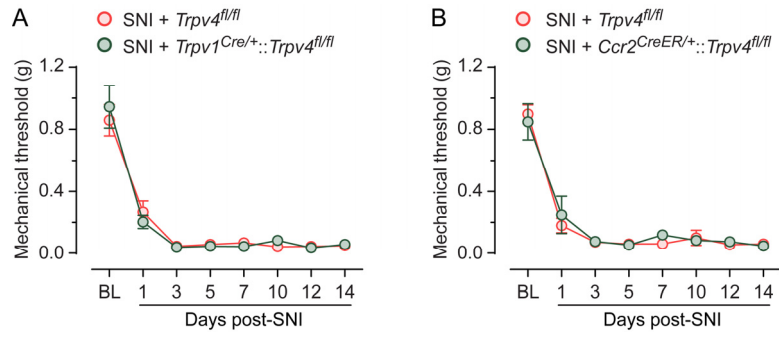 A
SNI + Trpv4fl/fl
SNI + Trpv1Cre/+::Trpv4fl/fl
Mechanical threshold (g)
1.2
0.8
0.4
0.0
BL 1 3 5 7 10 12 14
Days post-SNI
B
SNI + Trpv4fl/fl
SNI + Ccr2CreER/+::Trpv4fl/fl
Mechanical threshold (g)
1.2
0.8
0.4
0.0
BL 1 3 5 7 10 12 14
Days post-SNI